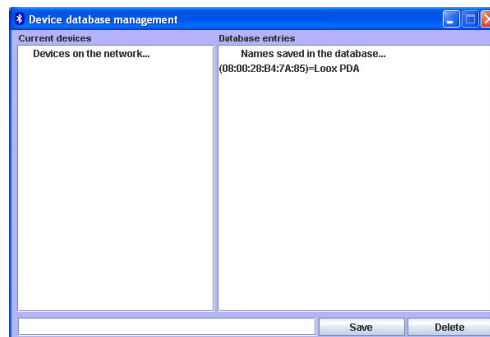 Device database management
Current devices
Database entries
Devices on the network...
Names saved in the database...
(08:00:28:B4:7A:85)=Loox PDA
Save
Delete